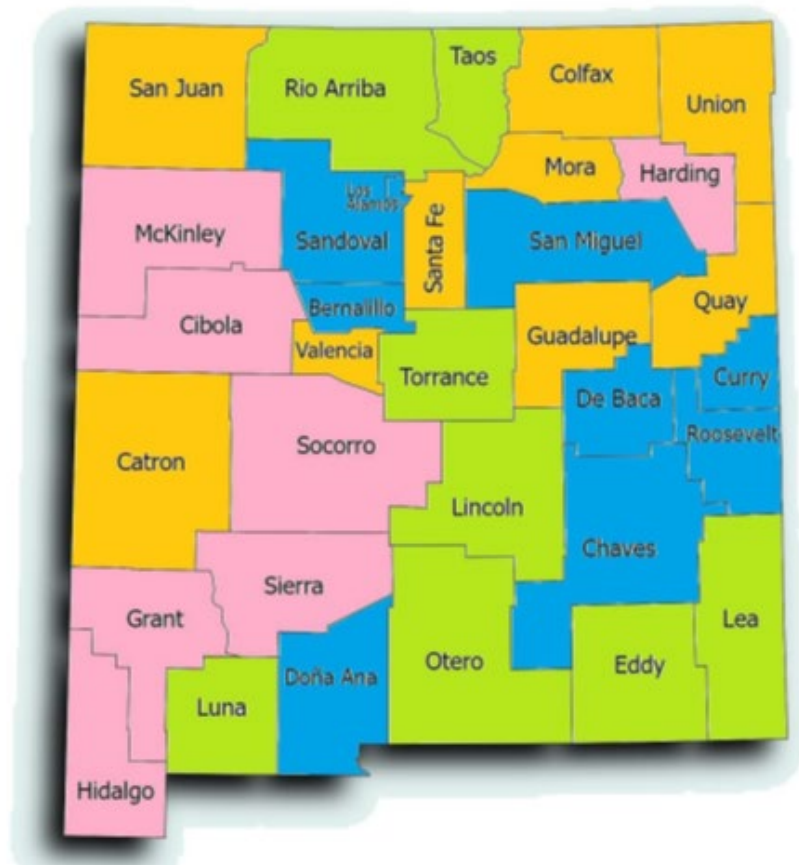 San Juan
Rio Arriba
Taos
Colfax
Union
Mora
Harding
McKinley
Los
Alamos
Sandoval
Santa Fe
San Miguel
Bernalillo
Quay
Cibola
Valencia
Guadalupe
Torrance
Curry
De Baca
Roosevelt
Socorro
Catron
Lincoln
Chaves
Sierra
Grant
Lea
Otero
Eddy
Doña Ana
Luna
Hidalgo